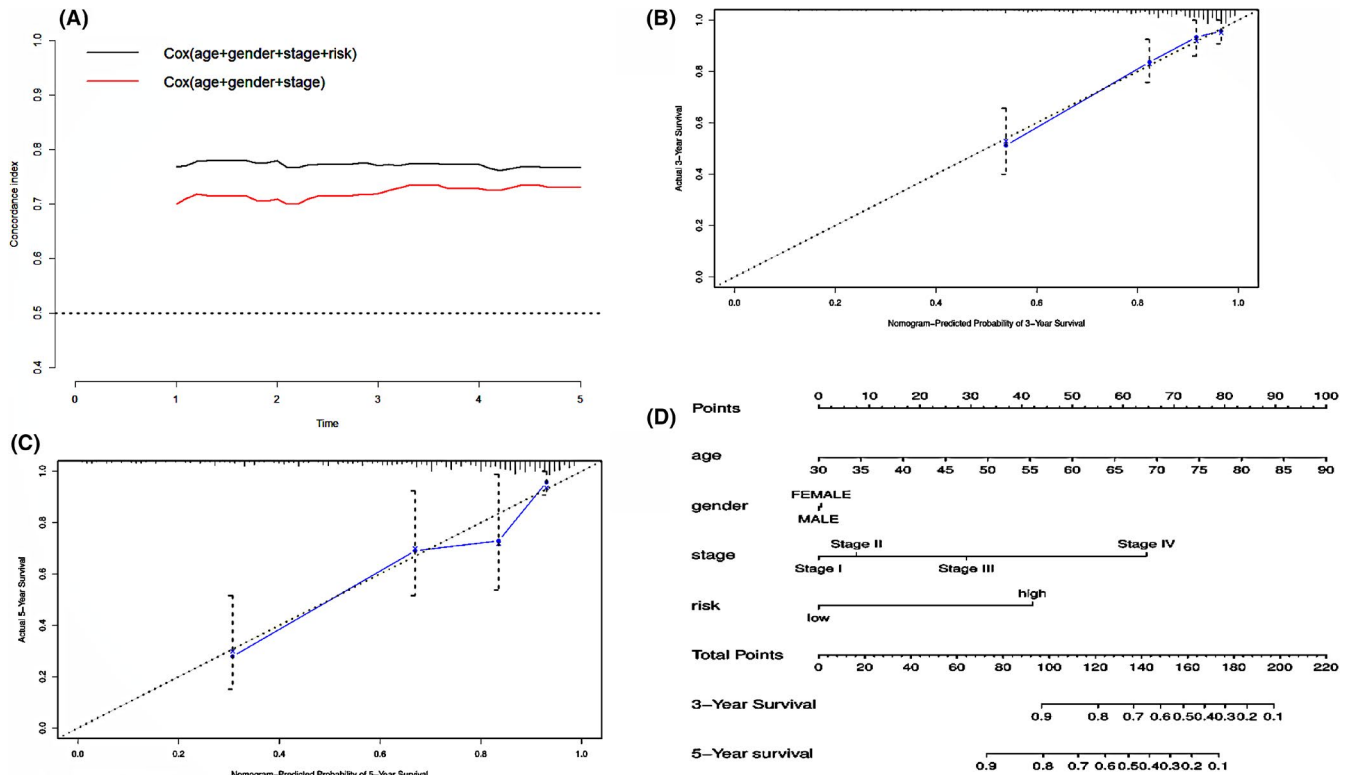 (A)
1.0
0.9
0.8
0.7
0.6
0.5
0.4
Concordance index
Cox(age+gender+stage+risk)
Cox(age+gender+stage)
0 1 2 3 4 5
Time
(B)
1.0
0.8
0.6
0.4
0.2
0.0
Actual 3-Year Survival
0.0 0.2 0.4 0.6 0.8 1.0
Nomogram-Predicted Probability of 3-Year Survival
(C)
1.0
0.8
0.6
0.4
0.2
0.0
Actual 5-Year Survival
0.0 0.2 0.4 0.6 0.8 1.0
Nomogram-Predicted Probability of 5-Year Survival
(D)
Points 0 10 20 30 40 50 60 70 80 90 100
age 30 35 40 45 50 55 60 65 70 75 80 85 90
gender
FEMALE
MALE
stage
Stage II Stage IV
Stage I Stage III
risk
high
low
Total Points 0 20 40 60 80 100 120 140 160 180 200 220
3-Year Survival 0.9 0.8 0.7 0.6 0.5 0.4 0.3 0.2 0.1
5-Year survival 0.9 0.8 0.7 0.6 0.5 0.4 0.3 0.2 0.1